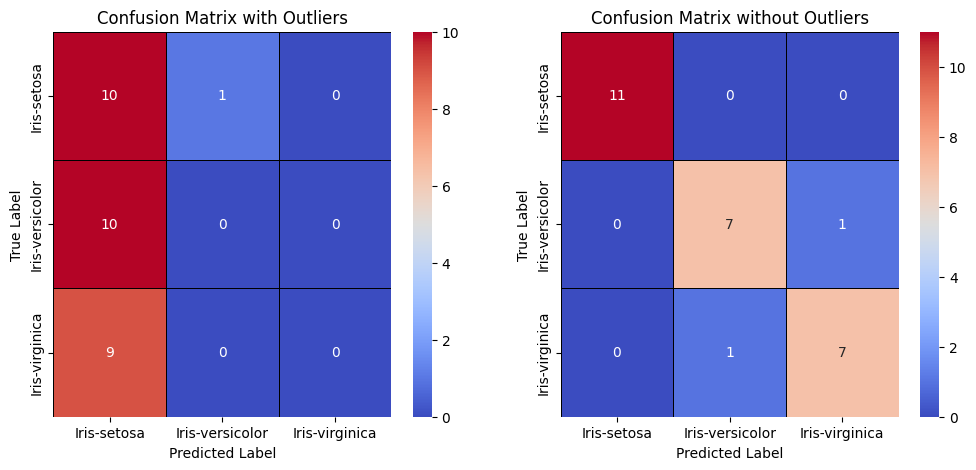 Confusion Matrix with Outliers
True Label
Iris-setosa
Iris-versicolor
Iris-virginica
10 1 0
10 0 0
9 0 0
Iris-setosa Iris-versicolor Iris-virginica
Predicted Label
10
8
6
4
2
0
Confusion Matrix without Outliers
True Label
Iris-setosa
Iris-versicolor
Iris-virginica
11 0 0
0 7 1
0 1 7
Iris-setosa Iris-versicolor Iris-virginica
Predicted Label
10
8
6
4
2
0